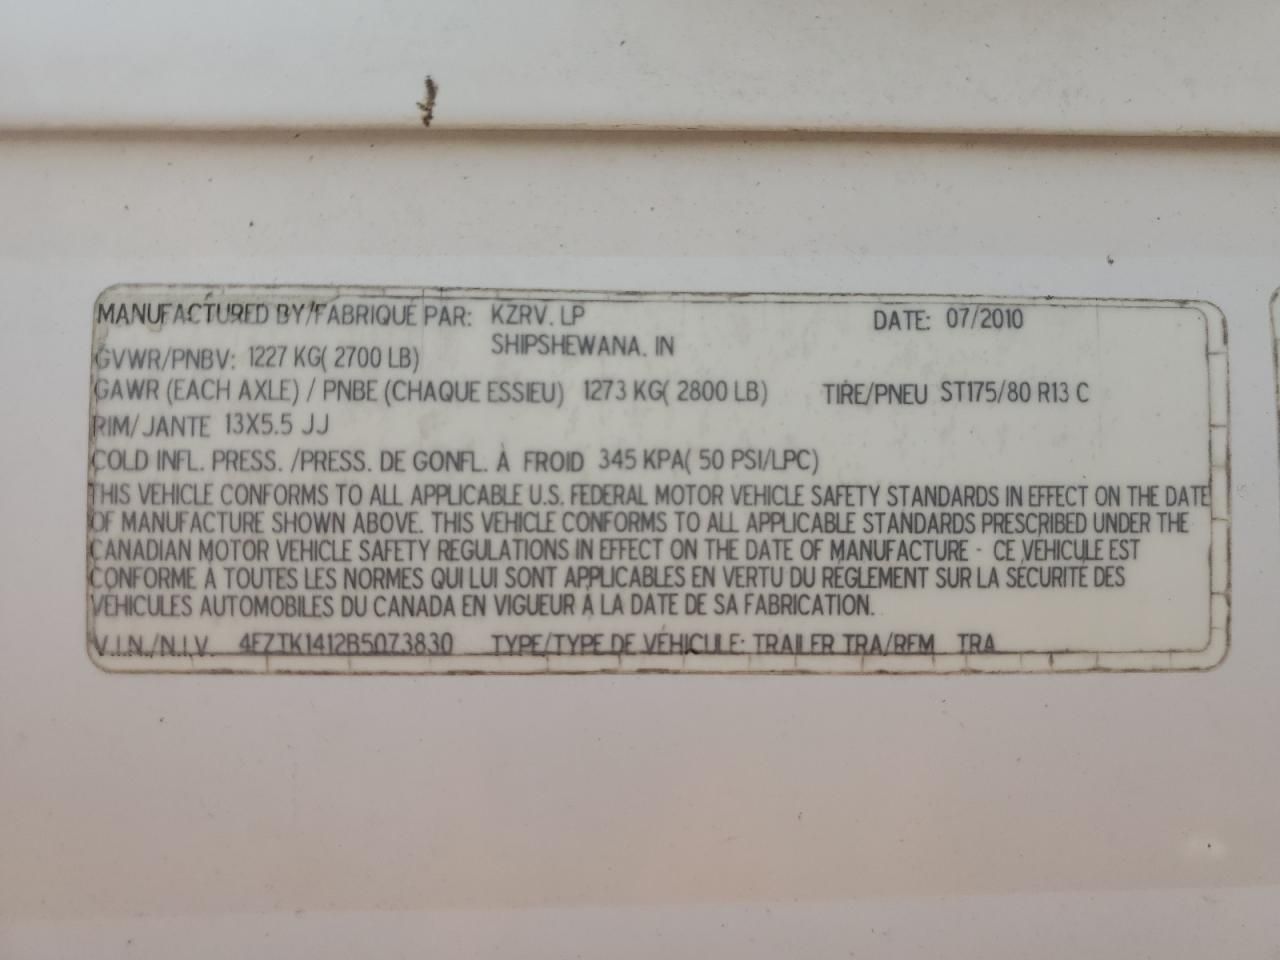 MANUFACTURED BY/FABRIQUÉ PAR: KZRV, LP DATE: 07/2010
SHIPSHEWANA, IN
GVWR/PNBV: 1227 KG( 2700 LB)
GAWR (EACH AXLE) / PNBE (CHAQUE ESSIEU) 1273 KG( 2800 LB) TIRE/PNEU ST175/80 R13 C
RIM/JANTE 13X5.5 JJ
COLD INFL. PRESS. /PRESS. DE GONFL. À FROID 345 KPA( 50 PSI/LPC)
THIS VEHICLE CONFORMS TO ALL APPLICABLE U.S. FEDERAL MOTOR VEHICLE SAFETY STANDARDS IN EFFECT ON THE DATE
OF MANUFACTURE SHOWN ABOVE. THIS VEHICLE CONFORMS TO ALL APPLICABLE STANDARDS PRESCRIBED UNDER THE
CANADIAN MOTOR VEHICLE SAFETY REGULATIONS IN EFFECT ON THE DATE OF MANUFACTURE - CE VÉHICULE EST
CONFORME À TOUTES LES NORMES QUI LUI SONT APPLICABLES EN VERTU DU RÈGLEMENT SUR LA SÉCURITÉ DES
VÉHICULES AUTOMOBILES DU CANADA EN VIGUEUR À LA DATE DE SA FABRICATION.
V.I.N./N.I.V. 4EZTK1412B5073830 TYPE/TYPE DE VÉHICULE: TRAILER TRA/REM TRA